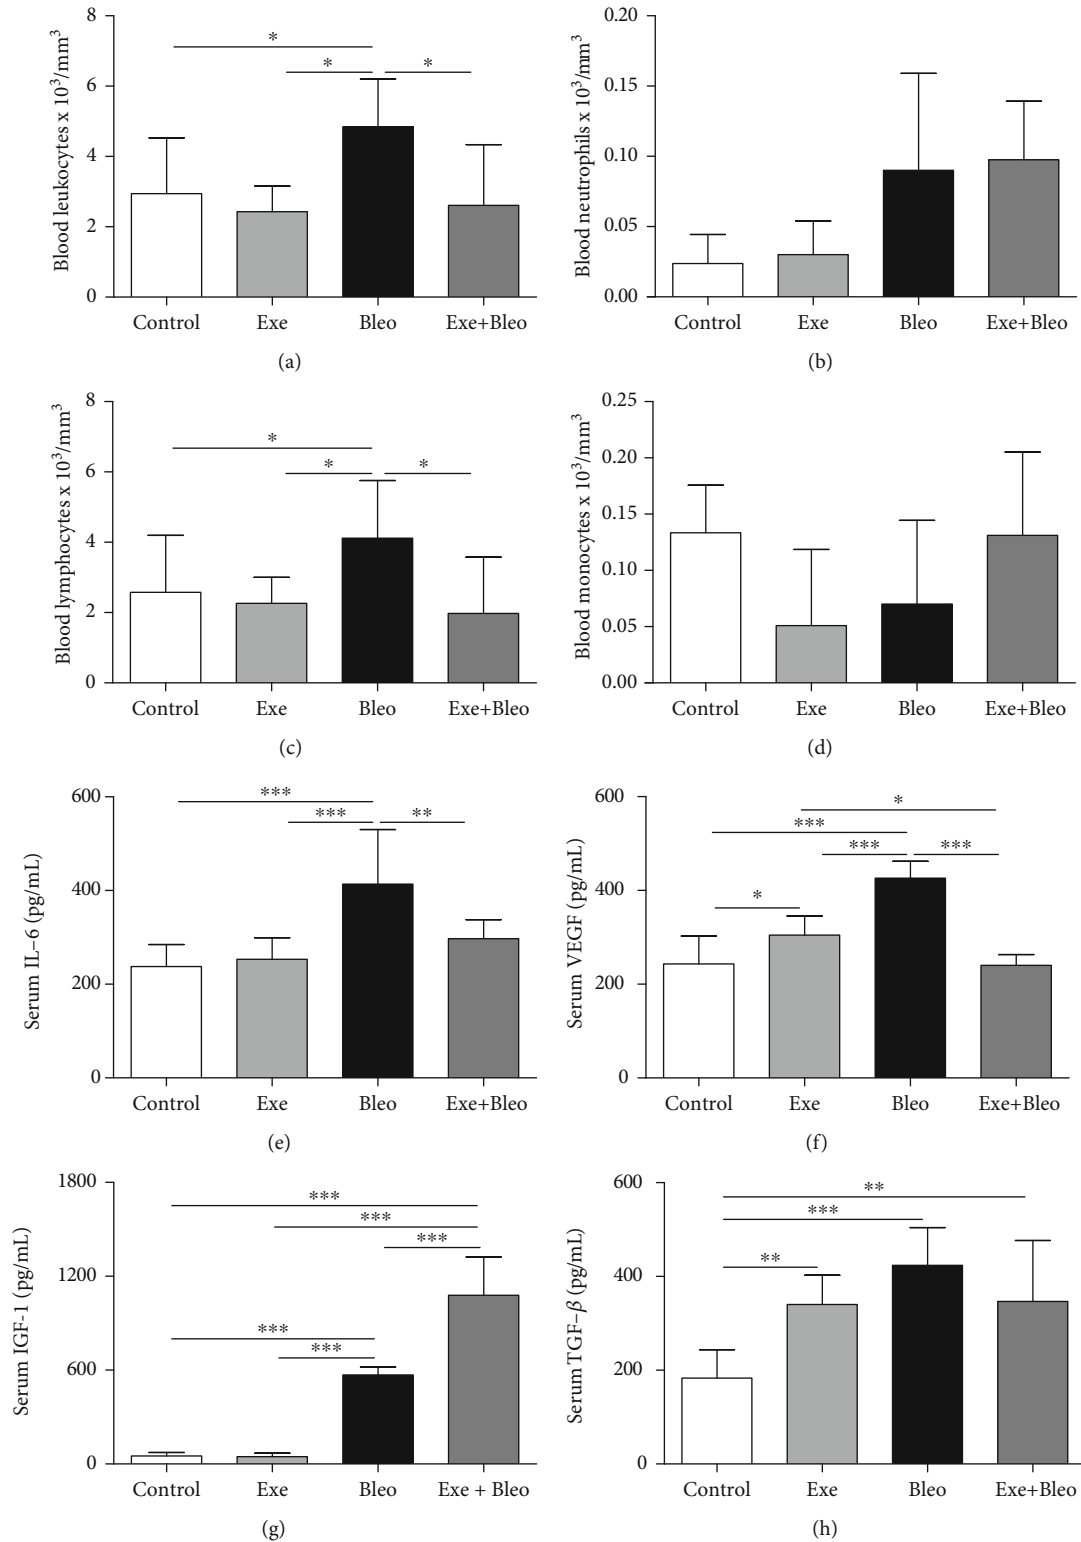 Blood leukocytes x 10³/mm³
8
6
4
2
0
*
*
*
Control Exe Bleo Exe+Bleo
(a)
Blood neutrophils x 10³/mm³
0.20
0.15
0.10
0.05
0.00
Control Exe Bleo Exe+Bleo
(b)
Blood lymphocytes x 10³/mm³
8
6
4
2
0
*
*
*
Control Exe Bleo Exe+Bleo
(c)
Blood monocytes x 10³/mm³
0.25
0.20
0.15
0.10
0.05
0.00
Control Exe Bleo Exe+Bleo
(d)
Serum IL–6 (pg/mL)
600
400
200
0
***
***
**
Control Exe Bleo Exe+Bleo
(e)
Serum VEGF (pg/mL)
600
400
200
0
*
***
***
***
*
Control Exe Bleo Exe+Bleo
(f)
Serum IGF-1 (pg/mL)
1800
1200
600
0
***
***
***
***
***
Control Exe Bleo Exe + Bleo
(g)
Serum TGF–β (pg/mL)
600
400
200
0
**
***
**
Control Exe Bleo Exe+Bleo
(h)